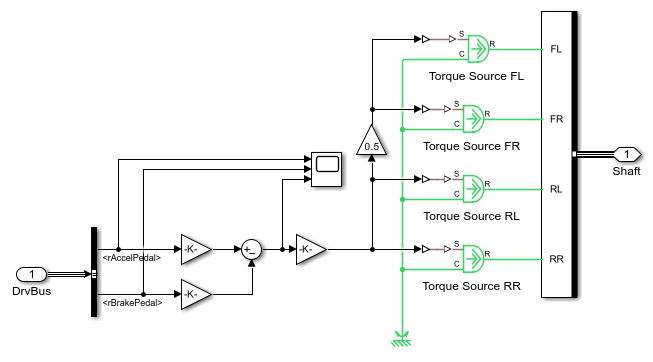 S
R
C
FL
Torque Source FL
S
R
C
FR
Torque Source FR
0.5
S
R
C
RL
Torque Source RL
1
Shaft
<rAccelPedal>
-K-
+
−
-K-
S
R
C
RR
Torque Source RR
1
DrvBus
<rBrakePedal>
-K-